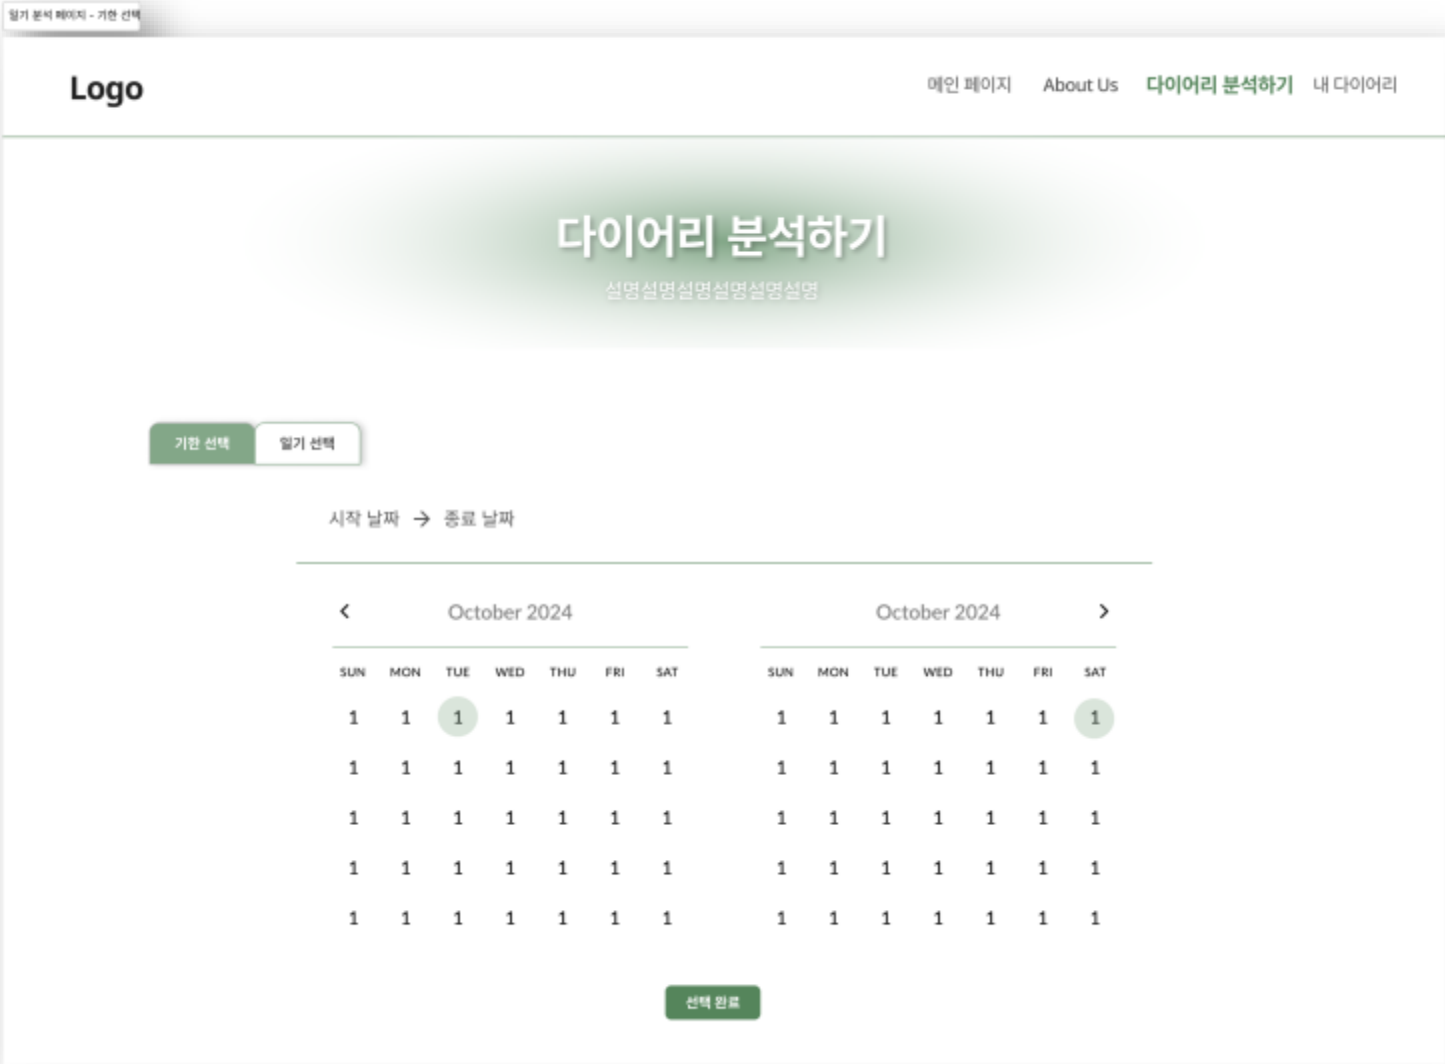 일기 분석 페이지 - 기한 선택
Logo
메인 페이지 About Us 다이어리 분석하기 내 다이어리
다이어리 분석하기
설명설명설명설명설명설명
기한 선택 일기 선택
시작 날짜 → 종료 날짜
October 2024 October 2024
SUN MON TUE WED THU FRI SAT SUN MON TUE WED THU FRI SAT
1 1 1 1 1 1 1 1 1 1 1 1 1 1
1 1 1 1 1 1 1 1 1 1 1 1 1 1
1 1 1 1 1 1 1 1 1 1 1 1 1 1
1 1 1 1 1 1 1 1 1 1 1 1 1 1
1 1 1 1 1 1 1 1 1 1 1 1 1 1
선택 완료